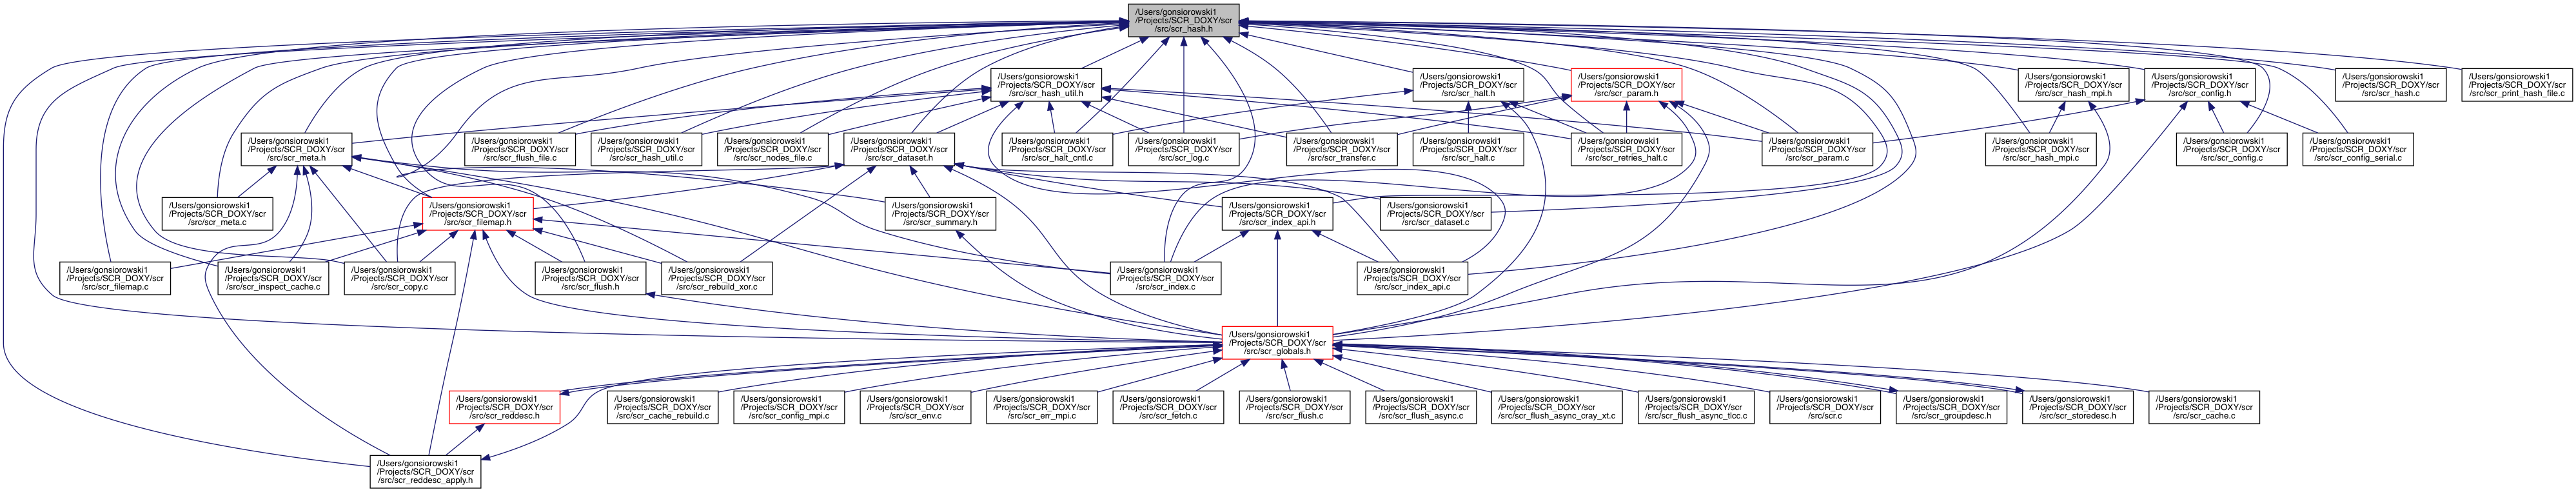 /Users/gonsiorowski1
/Projects/SCR_DOXY/scr
/src/scr_hash.h
/Users/gonsiorowski1
/Projects/SCR_DOXY/scr
/src/scr_hash_util.h
/Users/gonsiorowski1
/Projects/SCR_DOXY/scr
/src/scr_halt.h
/Users/gonsiorowski1
/Projects/SCR_DOXY/scr
/src/scr_param.h
/Users/gonsiorowski1
/Projects/SCR_DOXY/scr
/src/scr_hash_mpi.h
/Users/gonsiorowski1
/Projects/SCR_DOXY/scr
/src/scr_config.h
/Users/gonsiorowski1
/Projects/SCR_DOXY/scr
/src/scr_hash.c
/Users/gonsiorowski1
/Projects/SCR_DOXY/scr
/src/scr_print_hash_file.c
/Users/gonsiorowski1
/Projects/SCR_DOXY/scr
/src/scr_meta.h
/Users/gonsiorowski1
/Projects/SCR_DOXY/scr
/src/scr_flush_file.c
/Users/gonsiorowski1
/Projects/SCR_DOXY/scr
/src/scr_hash_util.c
/Users/gonsiorowski1
/Projects/SCR_DOXY/scr
/src/scr_nodes_file.c
/Users/gonsiorowski1
/Projects/SCR_DOXY/scr
/src/scr_dataset.h
/Users/gonsiorowski1
/Projects/SCR_DOXY/scr
/src/scr_halt_cntl.c
/Users/gonsiorowski1
/Projects/SCR_DOXY/scr
/src/scr_log.c
/Users/gonsiorowski1
/Projects/SCR_DOXY/scr
/src/scr_transfer.c
/Users/gonsiorowski1
/Projects/SCR_DOXY/scr
/src/scr_halt.c
/Users/gonsiorowski1
/Projects/SCR_DOXY/scr
/src/scr_retries_halt.c
/Users/gonsiorowski1
/Projects/SCR_DOXY/scr
/src/scr_param.c
/Users/gonsiorowski1
/Projects/SCR_DOXY/scr
/src/scr_hash_mpi.c
/Users/gonsiorowski1
/Projects/SCR_DOXY/scr
/src/scr_config.c
/Users/gonsiorowski1
/Projects/SCR_DOXY/scr
/src/scr_config_serial.c
/Users/gonsiorowski1
/Projects/SCR_DOXY/scr
/src/scr_meta.c
/Users/gonsiorowski1
/Projects/SCR_DOXY/scr
/src/scr_filemap.h
/Users/gonsiorowski1
/Projects/SCR_DOXY/scr
/src/scr_summary.h
/Users/gonsiorowski1
/Projects/SCR_DOXY/scr
/src/scr_index_api.h
/Users/gonsiorowski1
/Projects/SCR_DOXY/scr
/src/scr_dataset.c
/Users/gonsiorowski1
/Projects/SCR_DOXY/scr
/src/scr_filemap.c
/Users/gonsiorowski1
/Projects/SCR_DOXY/scr
/src/scr_inspect_cache.c
/Users/gonsiorowski1
/Projects/SCR_DOXY/scr
/src/scr_copy.c
/Users/gonsiorowski1
/Projects/SCR_DOXY/scr
/src/scr_flush.h
/Users/gonsiorowski1
/Projects/SCR_DOXY/scr
/src/scr_rebuild_xor.c
/Users/gonsiorowski1
/Projects/SCR_DOXY/scr
/src/scr_index.c
/Users/gonsiorowski1
/Projects/SCR_DOXY/scr
/src/scr_index_api.c
/Users/gonsiorowski1
/Projects/SCR_DOXY/scr
/src/scr_globals.h
/Users/gonsiorowski1
/Projects/SCR_DOXY/scr
/src/scr_reddesc.h
/Users/gonsiorowski1
/Projects/SCR_DOXY/scr
/src/scr_cache_rebuild.c
/Users/gonsiorowski1
/Projects/SCR_DOXY/scr
/src/scr_config_mpi.c
/Users/gonsiorowski1
/Projects/SCR_DOXY/scr
/src/scr_env.c
/Users/gonsiorowski1
/Projects/SCR_DOXY/scr
/src/scr_err_mpi.c
/Users/gonsiorowski1
/Projects/SCR_DOXY/scr
/src/scr_fetch.c
/Users/gonsiorowski1
/Projects/SCR_DOXY/scr
/src/scr_flush.c
/Users/gonsiorowski1
/Projects/SCR_DOXY/scr
/src/scr_flush_async.c
/Users/gonsiorowski1
/Projects/SCR_DOXY/scr
/src/scr_flush_async_cray_xt.c
/Users/gonsiorowski1
/Projects/SCR_DOXY/scr
/src/scr_flush_async_tlcc.c
/Users/gonsiorowski1
/Projects/SCR_DOXY/scr
/src/scr.c
/Users/gonsiorowski1
/Projects/SCR_DOXY/scr
/src/scr_groupdesc.h
/Users/gonsiorowski1
/Projects/SCR_DOXY/scr
/src/scr_storedesc.h
/Users/gonsiorowski1
/Projects/SCR_DOXY/scr
/src/scr_cache.c
/Users/gonsiorowski1
/Projects/SCR_DOXY/scr
/src/scr_reddesc_apply.h